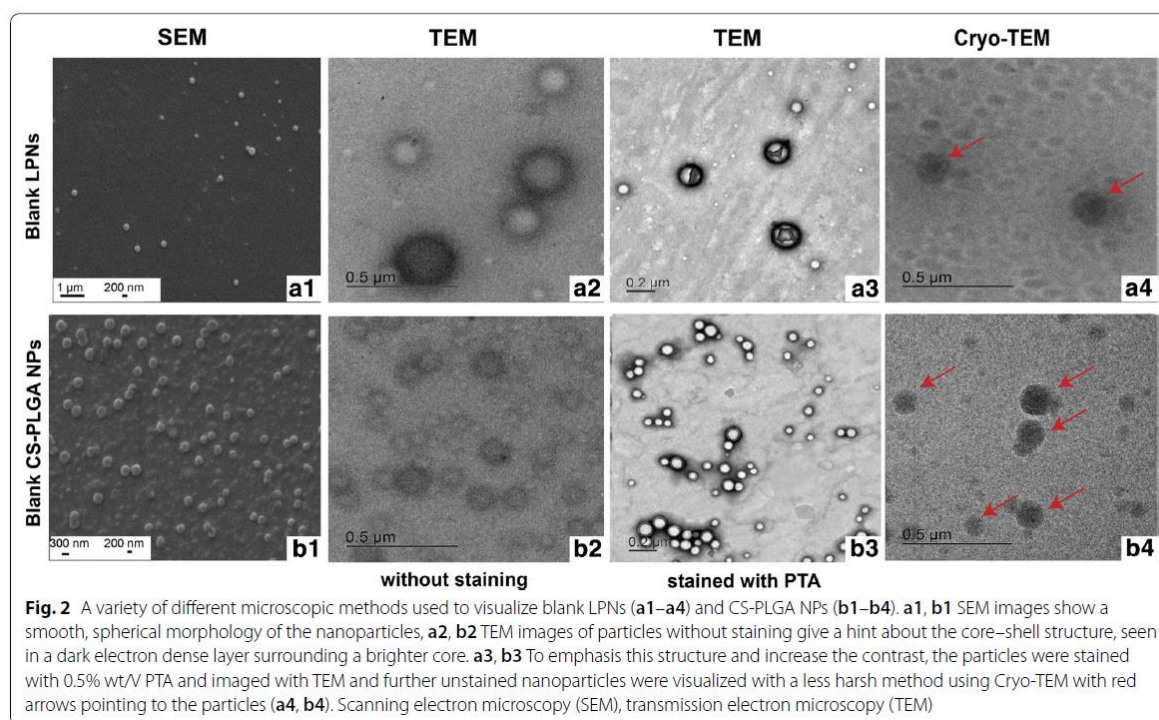 SEM TEM TEM Cryo-TEM
Blank LPNs
1 µm 200 nm a1
0.5 µm a2
0.2 µm a3
0.5 µm a4
Blank CS-PLGA NPs
300 nm 200 nm b1
0.5 µm b2
0.2 µm b3
0.5 µm b4
without staining stained with PTA
Fig. 2 A variety of different microscopic methods used to visualize blank LPNs (a1–a4) and CS-PLGA NPs (b1–b4). a1, b1 SEM images show a
smooth, spherical morphology of the nanoparticles, a2, b2 TEM images of particles without staining give a hint about the core–shell structure, seen
in a dark electron dense layer surrounding a brighter core. a3, b3 To emphasis this structure and increase the contrast, the particles were stained
with 0.5% wt/V PTA and imaged with TEM and further unstained nanoparticles were visualized with a less harsh method using Cryo-TEM with red
arrows pointing to the particles (a4, b4). Scanning electron microscopy (SEM), transmission electron microscopy (TEM)